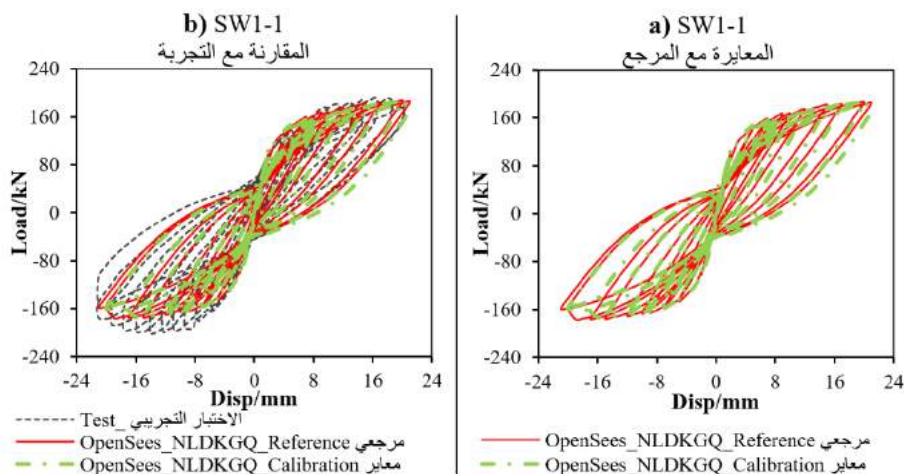 b) SW1-1
المقارنة مع التجربة
240
160
80
0
-80
-160
-240
Load/kN
-24 -16 -8 0 8 16 24
Disp/mm
Test_ الاختبار التجريبي
OpenSees_NLDKGQ_Reference مرجعي
OpenSees_NLDKGQ_Calibration معاير
a) SW1-1
المعايرة مع المرجع
240
160
80
0
-80
-160
-240
Load/kN
-24 -16 -8 0 8 16 24
Disp/mm
OpenSees_NLDKGQ_Reference مرجعي
OpenSees_NLDKGQ_Calibration معاير